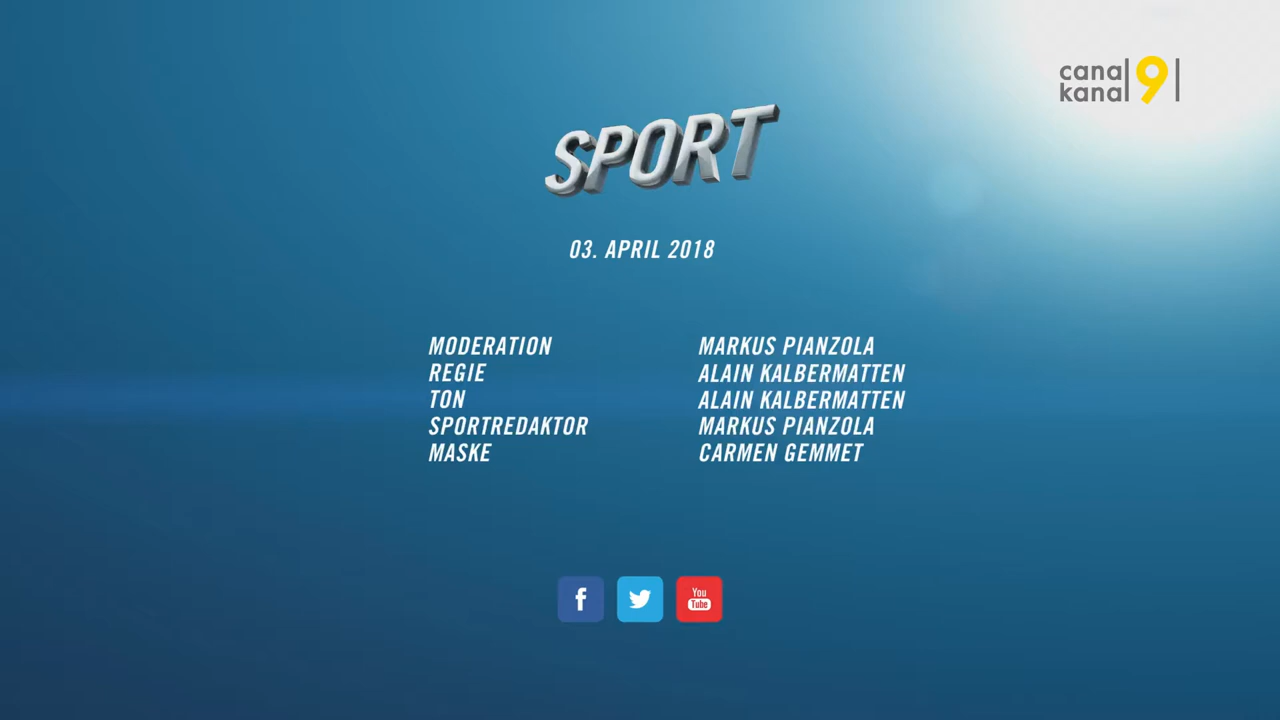 canal 9
kanal
SPORT
03. APRIL 2018
MODERATION MARKUS PIANZOLA
REGIE ALAIN KALBERMATTEN
TON ALAIN KALBERMATTEN
SPORTREDAKTOR MARKUS PIANZOLA
MASKE CARMEN GEMMET
f
You
Tube